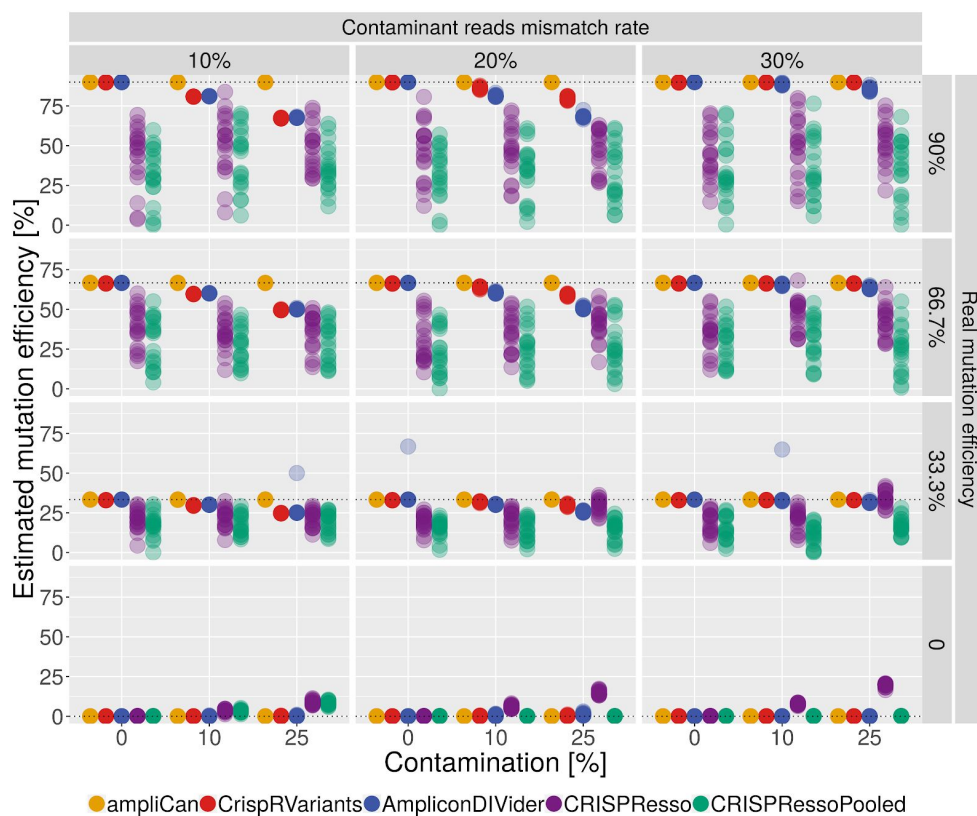 Contaminant reads mismatch rate
10% 20% 30%
Estimated mutation efficiency [%]
Real mutation efficiency
75
50
25
0
90%
75
50
25
0
66.7%
75
50
25
0
33.3%
75
50
25
0
0
0 10 25 0 10 25 0 10 25
Contamination [%]
ampliCan CrispRVariants AmpliconDIVider CRISPResso CRISPRessoPooled